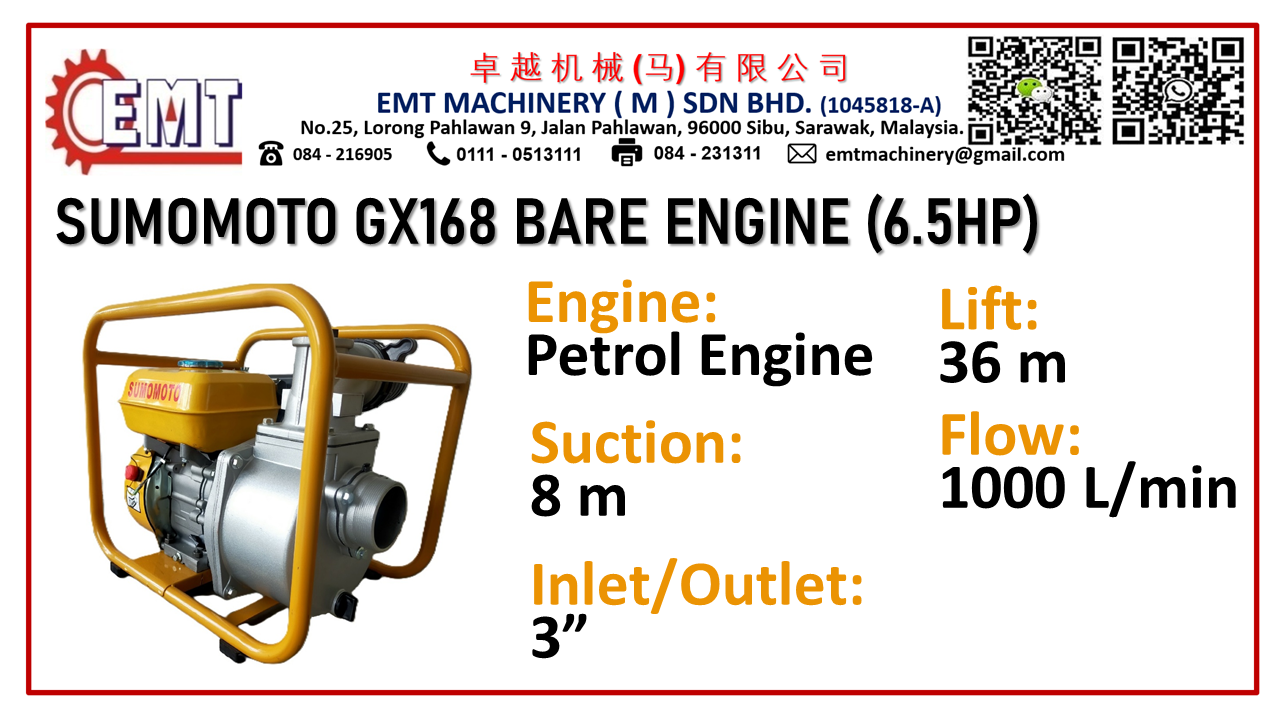 EMT
卓越机械(马)有限公司
EMT MACHINERY ( M ) SDN BHD. (1045818-A)
No.25, Lorong Pahlawan 9, Jalan Pahlawan, 96000 Sibu, Sarawak, Malaysia.
084 - 216905 0111 - 0513111 084 - 231311 emtmachinery@gmail.com
SUMOMOTO GX168 BARE ENGINE (6.5HP)
Engine:
Petrol Engine
Lift:
36 m
Suction:
8 m
Flow:
1000 L/min
Inlet/Outlet:
3”
SUMOMOTO